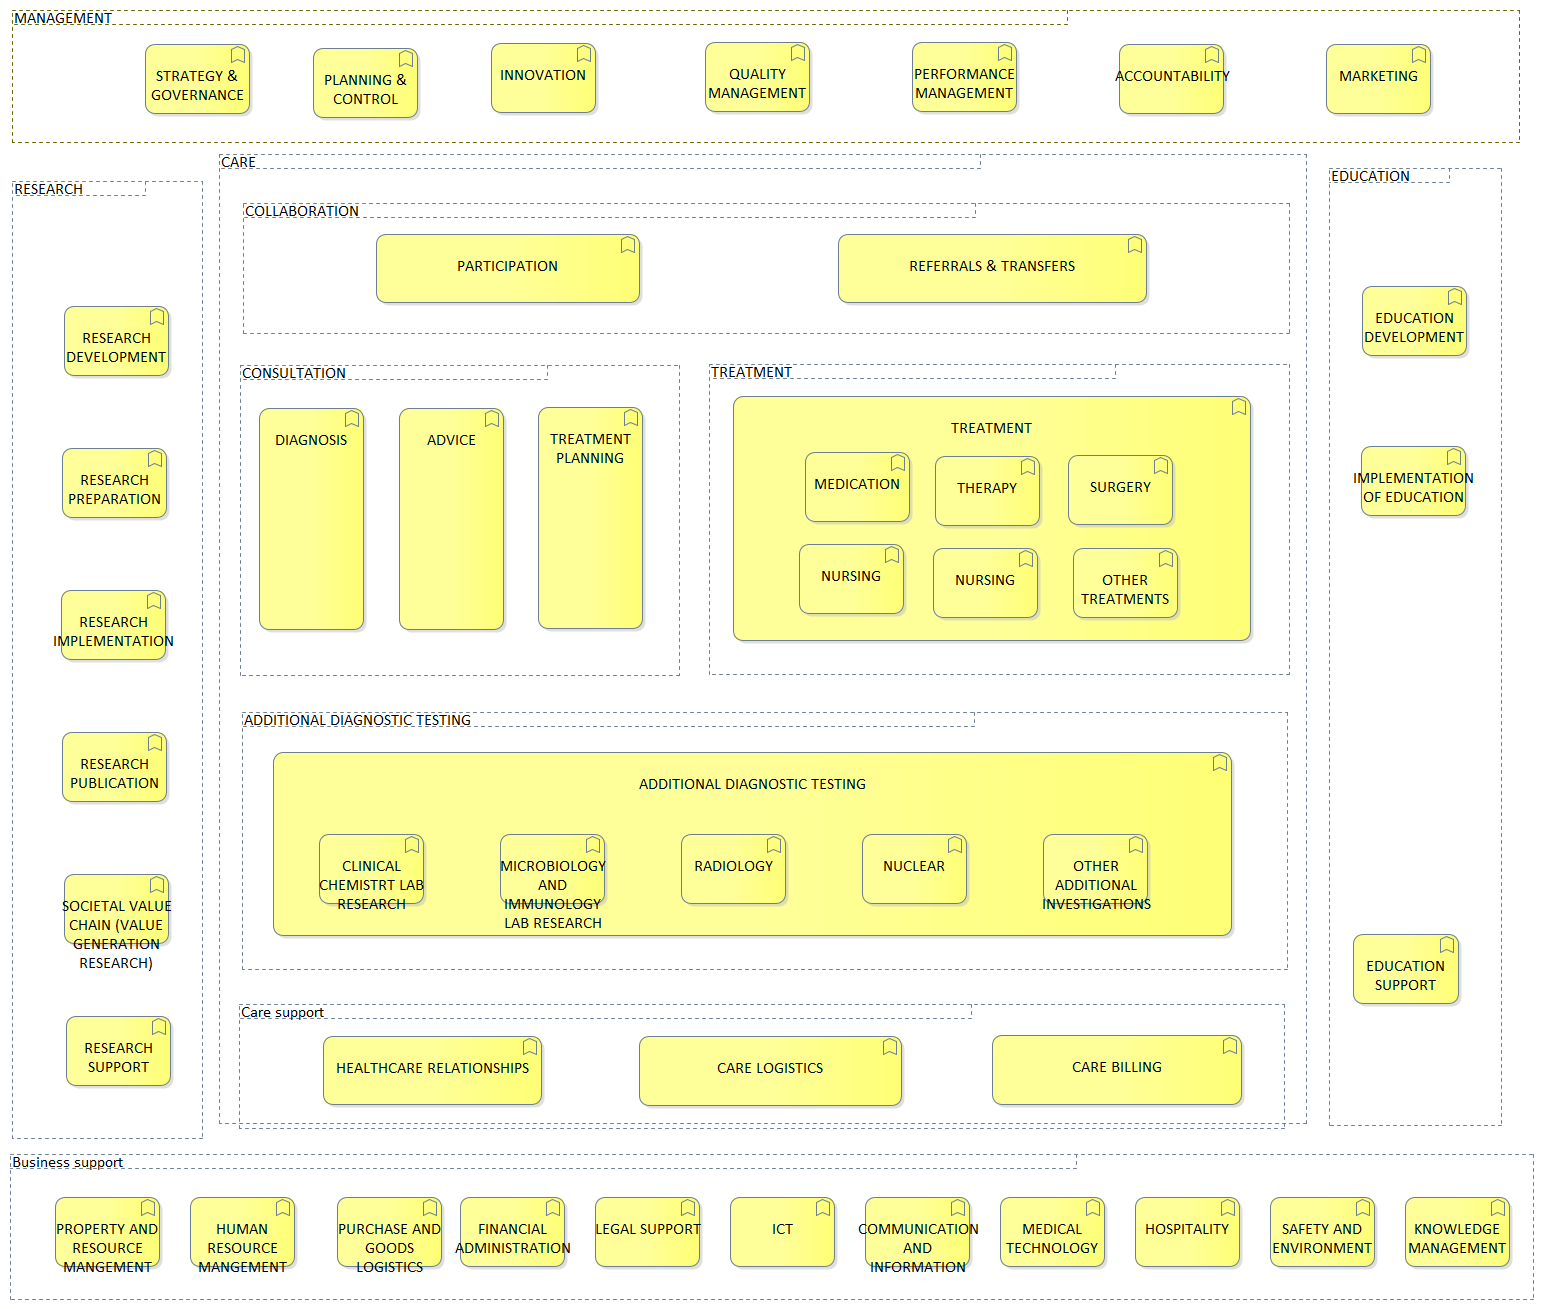 MANAGEMENT
STRATEGY &
GOVERNANCE
PLANNING &
CONTROL
INNOVATION
QUALITY
MANAGEMENT
PERFORMANCE
MANAGEMENT
ACCOUNTABILITY
MARKETING
RESEARCH
RESEARCH
DEVELOPMENT
RESEARCH
PREPARATION
RESEARCH
IMPLEMENTATION
RESEARCH
PUBLICATION
SOCIETAL VALUE
CHAIN (VALUE
GENERATION
RESEARCH)
RESEARCH
SUPPORT
CARE
COLLABORATION
PARTICIPATION
REFERRALS & TRANSFERS
CONSULTATION
DIAGNOSIS
ADVICE
TREATMENT
PLANNING
TREATMENT
TREATMENT
MEDICATION
THERAPY
SURGERY
NURSING
NURSING
OTHER
TREATMENTS
ADDITIONAL DIAGNOSTIC TESTING
ADDITIONAL DIAGNOSTIC TESTING
CLINICAL
CHEMISTRT LAB
RESEARCH
MICROBIOLOGY
AND
IMMUNOLOGY
LAB RESEARCH
RADIOLOGY
NUCLEAR
OTHER
ADDITIONAL
INVESTIGATIONS
Care support
HEALTHCARE RELATIONSHIPS
CARE LOGISTICS
CARE BILLING
EDUCATION
EDUCATION
DEVELOPMENT
IMPLEMENTATION
OF EDUCATION
EDUCATION
SUPPORT
Business support
PROPERTY AND
RESOURCE
MANGEMENT
HUMAN
RESOURCE
MANGEMENT
PURCHASE AND
GOODS
LOGISTICS
FINANCIAL
ADMINISTRATION
LEGAL SUPPORT
ICT
COMMUNICATION
AND
INFORMATION
MEDICAL
TECHNOLOGY
HOSPITALITY
SAFETY AND
ENVIRONMENT
KNOWLEDGE
MANAGEMENT